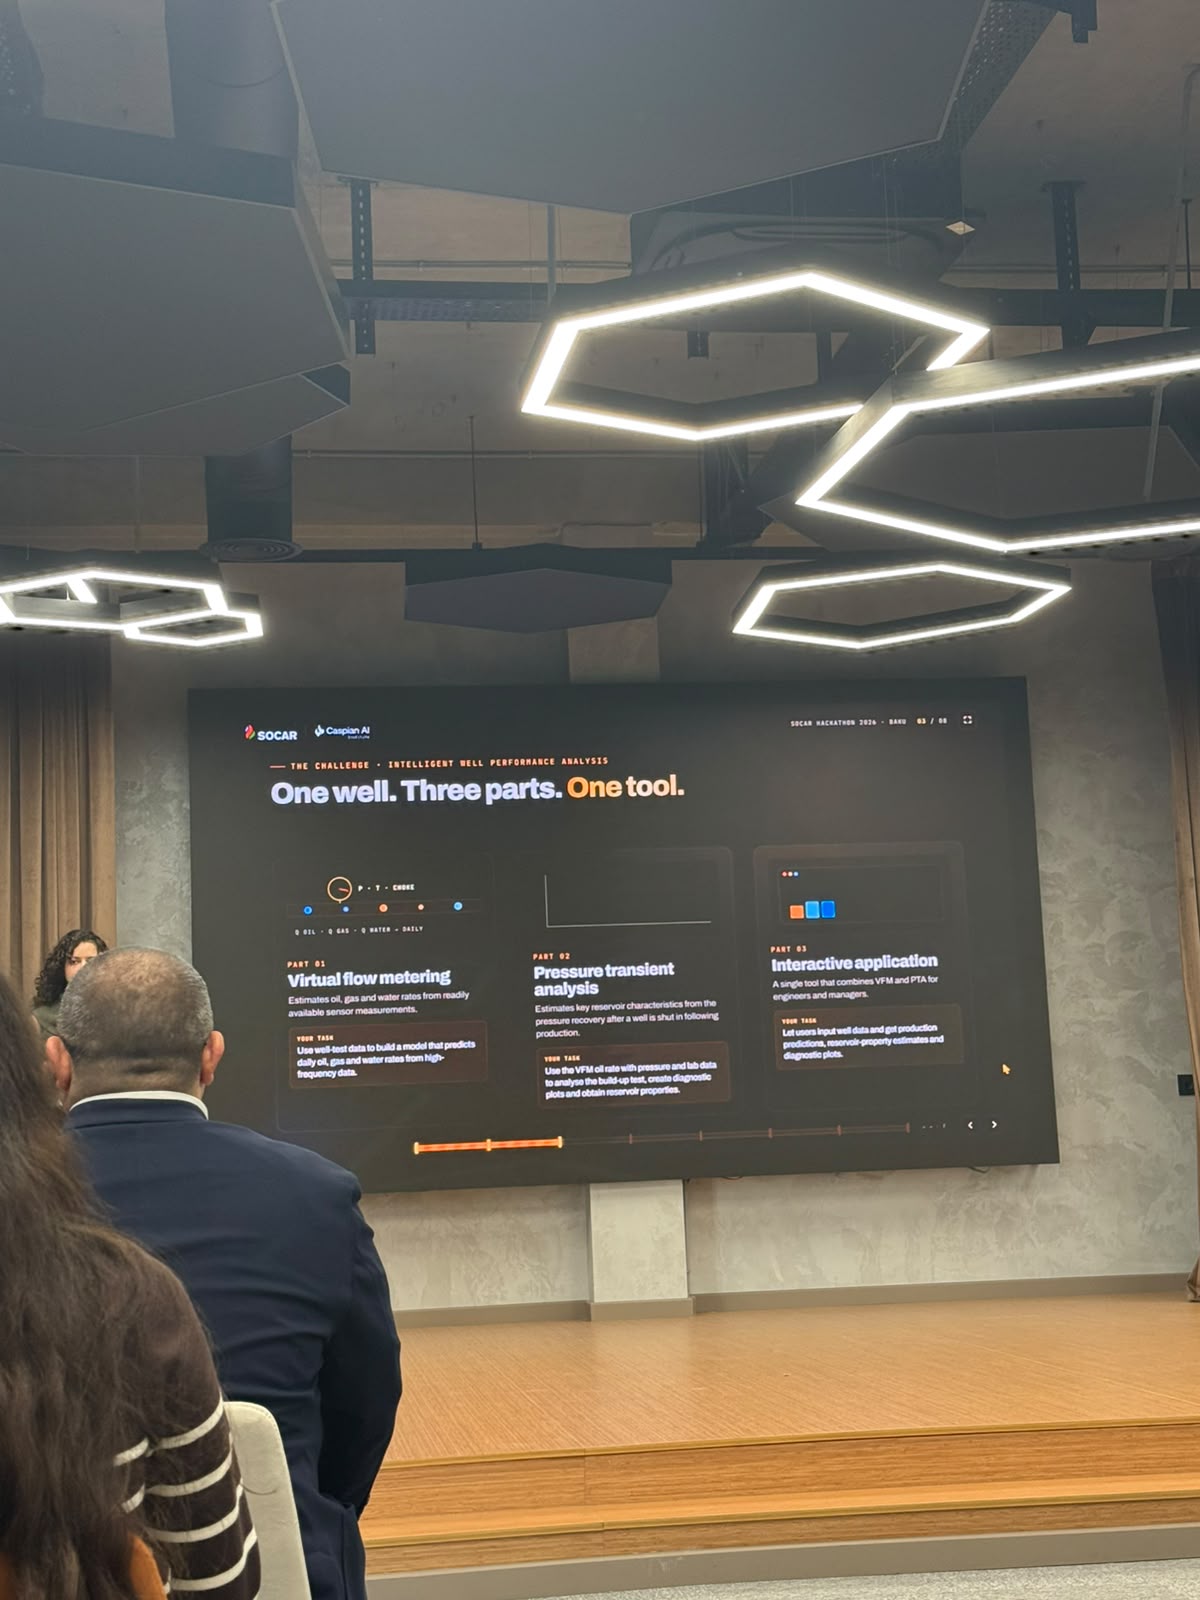 SOCAR
Caspian AI
SOCAR HACKATHON 2026 · BAKU 03 / 08
THE CHALLENGE · INTELLIGENT WELL PERFORMANCE ANALYSIS
One well. Three parts. One tool.
P · T · CHOKE
Q OIL · Q GAS · Q WATER → DAILY
PART 01
Virtual flow metering
Estimates oil, gas and water rates from readily
available sensor measurements.
YOUR TASK
Use well-test data to build a model that predicts
daily oil, gas and water rates from high-
frequency data.
PART 02
Pressure transient
analysis
Estimates key reservoir characteristics from the
pressure recovery after a well is shut in following
production.
YOUR TASK
Use the VFM oil rate with pressure and lab data
to analyse the build-up test, create diagnostic
plots and obtain reservoir properties.
PART 03
Interactive application
A single tool that combines VFM and PTA for
engineers and managers.
YOUR TASK
Let users input well data and get production
predictions, reservoir-property estimates and
diagnostic plots.